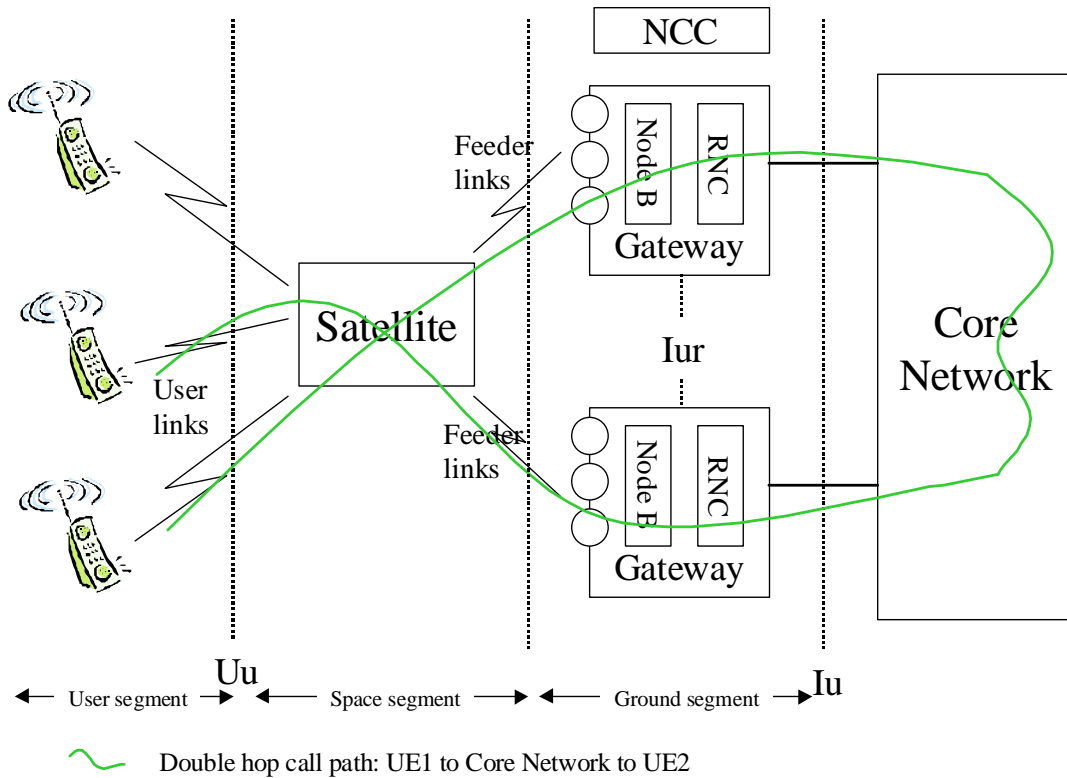 NCC
Feeder
links
Node B
RNC
Gateway
Satellite
Iur
Core
Network
User
links
Feeder
links
Node B
RNC
Gateway
Uu
Iu
User segment
Space segment
Ground segment
Double hop call path: UE1 to Core Network to UE2